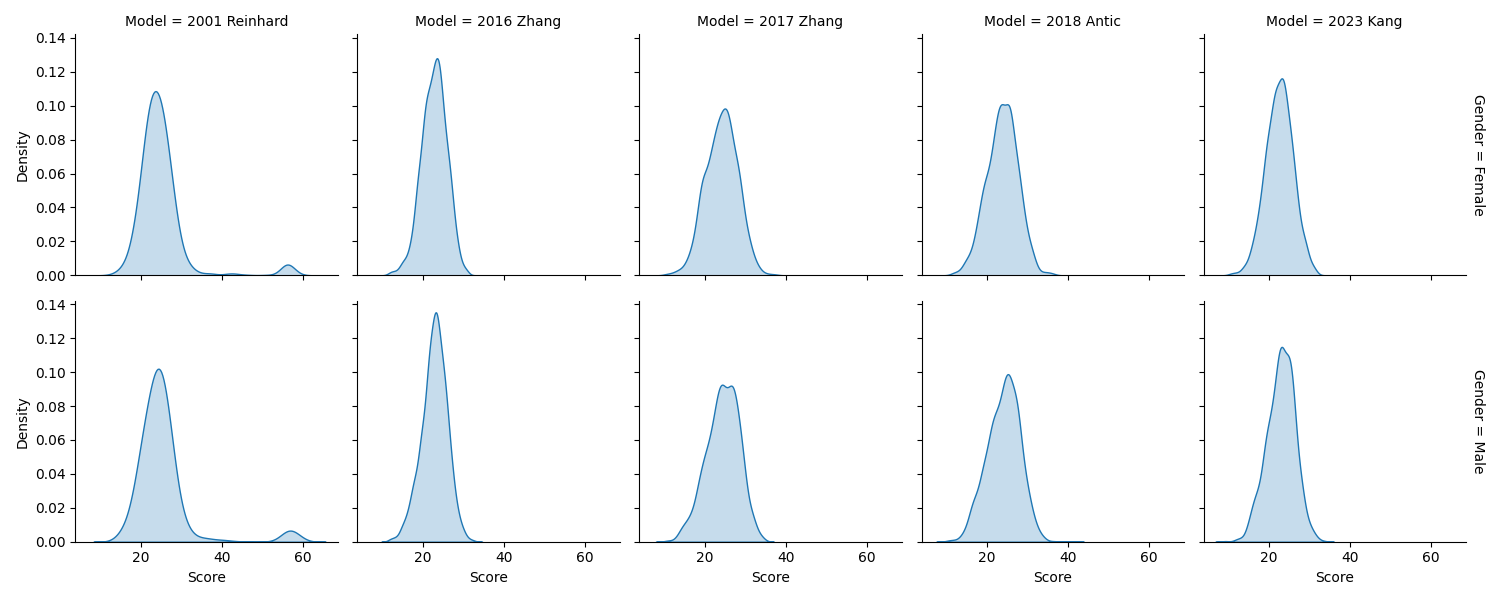 Model = 2001 Reinhard
Model = 2016 Zhang
Model = 2017 Zhang
Model = 2018 Antic
Model = 2023 Kang
0.14
0.12
0.10
0.08
0.06
0.04
0.02
0.00
Density
Gender = Female
0.14
0.12
0.10
0.08
0.06
0.04
0.02
0.00
Density
Gender = Male
20 40 60
20 40 60
20 40 60
20 40 60
20 40 60
Score
Score
Score
Score
Score